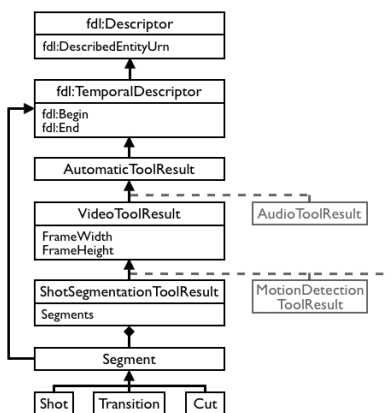 fdl:Descriptor
fdl:DescribedEntityUrn
fdl:TemporalDescriptor
fdl:Begin
fdl:End
AutomaticToolResult
VideoToolResult
AudioToolResult
FrameWidth
FrameHeight
ShotSegmentationToolResult
MotionDetection
ToolResult
Segments
Segment
Shot
Transition
Cut